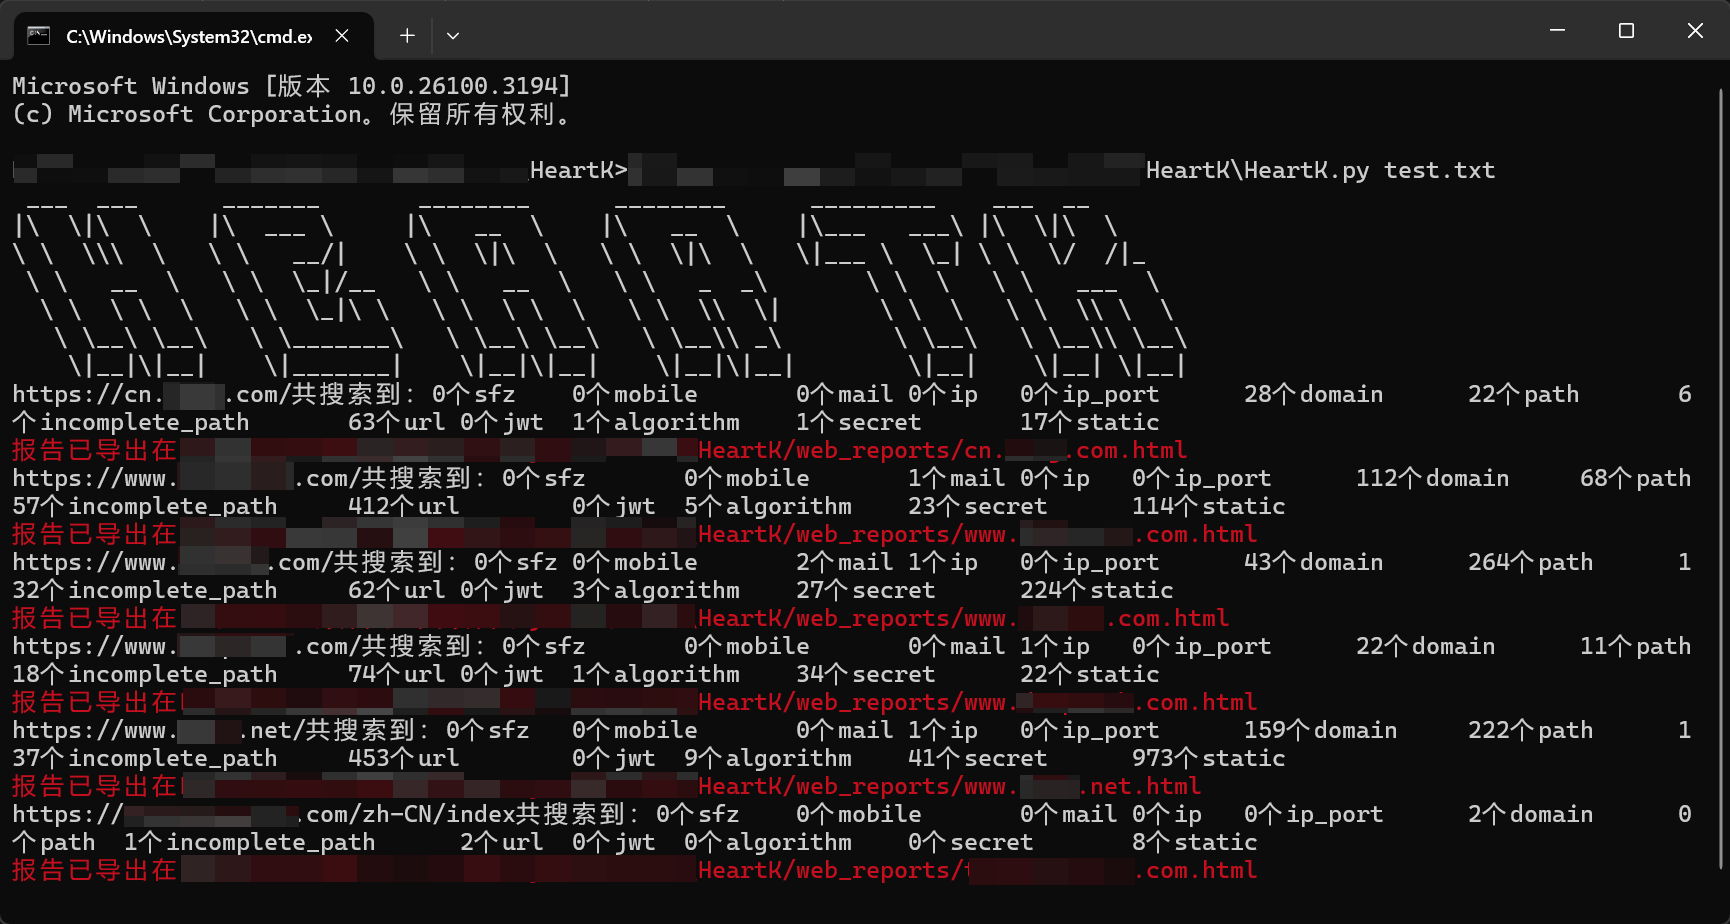 C:\Windows\System32\cmd.ex
Microsoft Windows [版本 10.0.26100.3194]
(c) Microsoft Corporation。保留所有权利。
HeartK>HeartK\HeartK.py test.txt
https://cn..com/共搜索到: 0个sfz 0个mobile 0个mail 0个ip 0个ip_port 28个domain 22个path 6
个incomplete_path 63个url 0个jwt 1个algorithm 1个secret 17个static
报告已导出在HeartK/web_reports/cn..com.html
https://www..com/共搜索到: 0个sfz 0个mobile 1个mail 0个ip 0个ip_port 112个domain 68个path
57个incomplete_path 412个url 0个jwt 5个algorithm 23个secret 114个static
报告已导出在HeartK/web_reports/www..com.html
https://www..com/共搜索到: 0个sfz 0个mobile 2个mail 1个ip 0个ip_port 43个domain 264个path 1
32个incomplete_path 62个url 0个jwt 3个algorithm 27个secret 224个static
报告已导出在\HeartK/web_reports/www..com.html
https://www..com/共搜索到: 0个sfz 0个mobile 0个mail 1个ip 0个ip_port 22个domain 11个path
18个incomplete_path 74个url 0个jwt 1个algorithm 34个secret 22个static
报告已导出在HeartK/web_reports/www..com.html
https://www..net/共搜索到: 0个sfz 0个mobile 0个mail 1个ip 0个ip_port 159个domain 222个path 1
37个incomplete_path 453个url 0个jwt 9个algorithm 41个secret 973个static
报告已导出在HeartK/web_reports/www..net.html
https://.com/zh-CN/index共搜索到: 0个sfz 0个mobile 0个mail 0个ip 0个ip_port 2个domain 0
个path 1个incomplete_path 2个url 0个jwt 0个algorithm 0个secret 8个static
报告已导出在HeartK/web_reports/.com.html